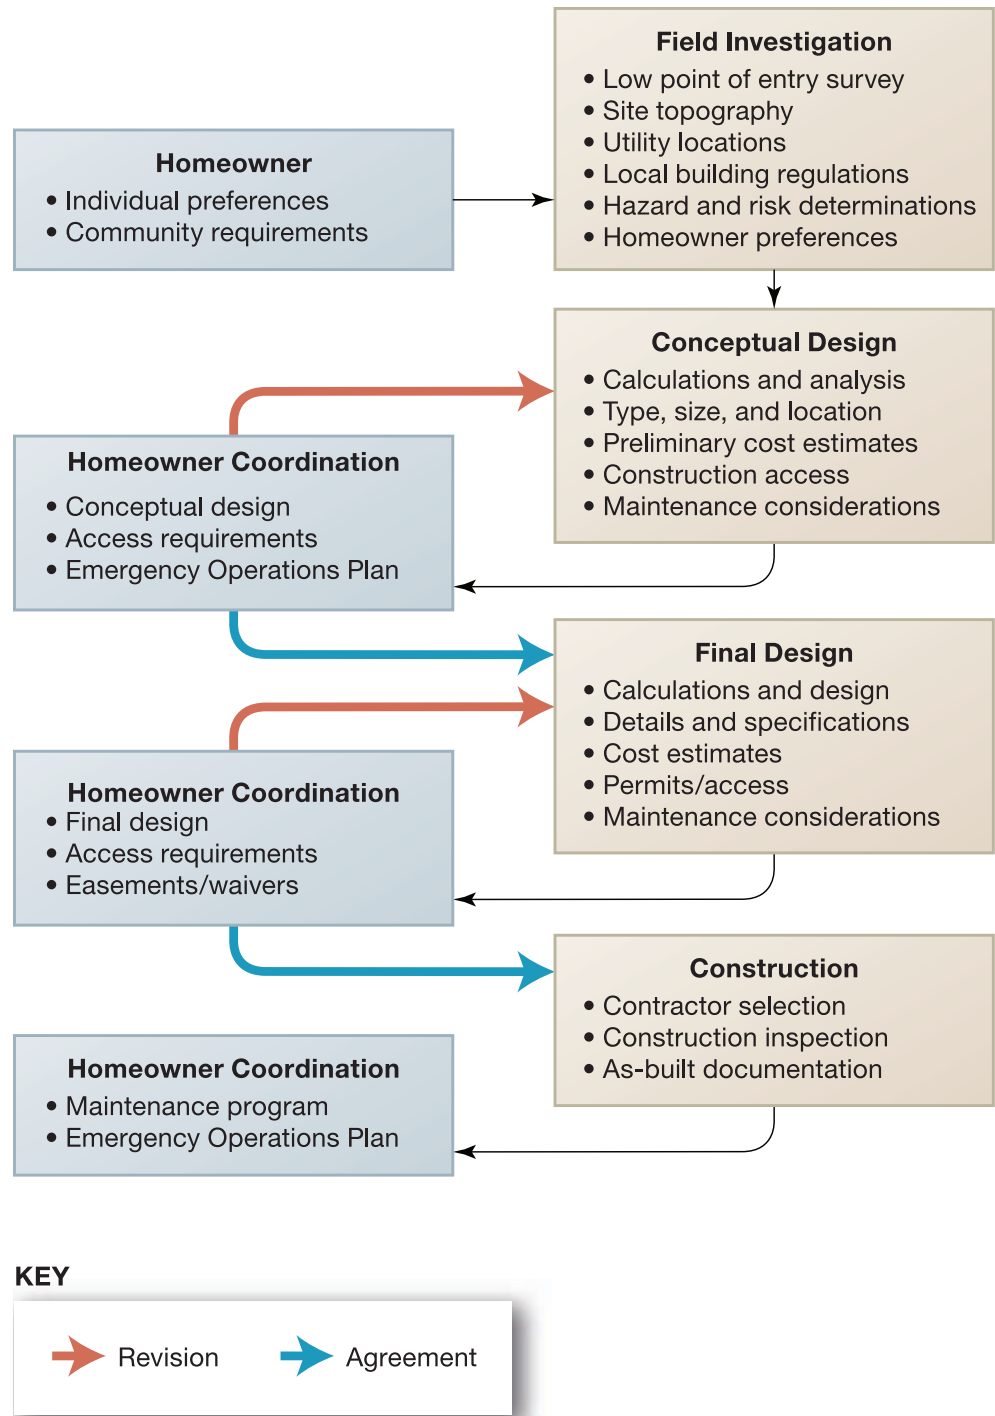 Field Investigation
• Low point of entry survey
• Site topography
• Utility locations
• Local building regulations
• Hazard and risk determinations
• Homeowner preferences
Homeowner
• Individual preferences
• Community requirements
Conceptual Design
• Calculations and analysis
• Type, size, and location
• Preliminary cost estimates
• Construction access
• Maintenance considerations
Homeowner Coordination
• Conceptual design
• Access requirements
• Emergency Operations Plan
Final Design
• Calculations and design
• Details and specifications
• Cost estimates
• Permits/access
• Maintenance considerations
Homeowner Coordination
• Final design
• Access requirements
• Easements/waivers
Construction
• Contractor selection
• Construction inspection
• As-built documentation
Homeowner Coordination
• Maintenance program
• Emergency Operations Plan
KEY
Revision
Agreement